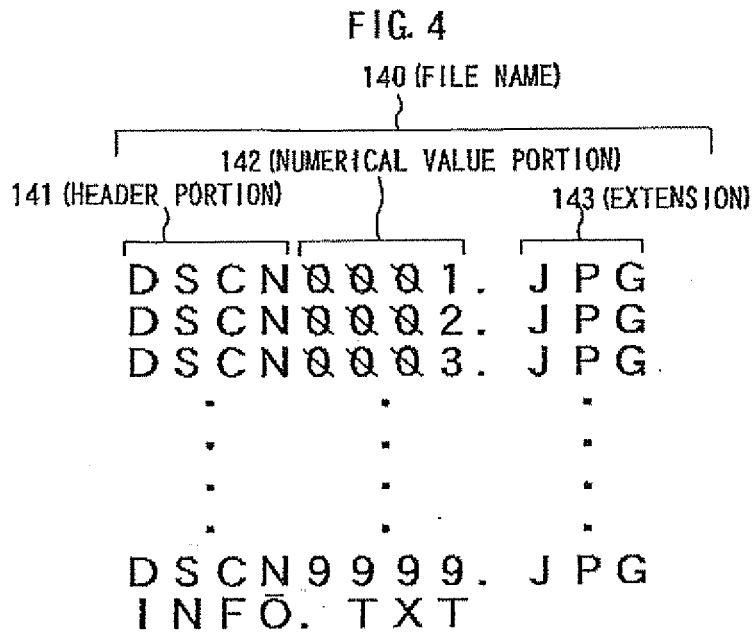 FIG. 4
140 (FILE NAME)
142 (NUMERICAL VALUE PORTION)
141 (HEADER PORTION)
143 (EXTENSION)
DSCN0001. JPG
DSCN0002. JPG
DSCN0003. JPG
DSCN9999. JPG
INFŌ. TXT